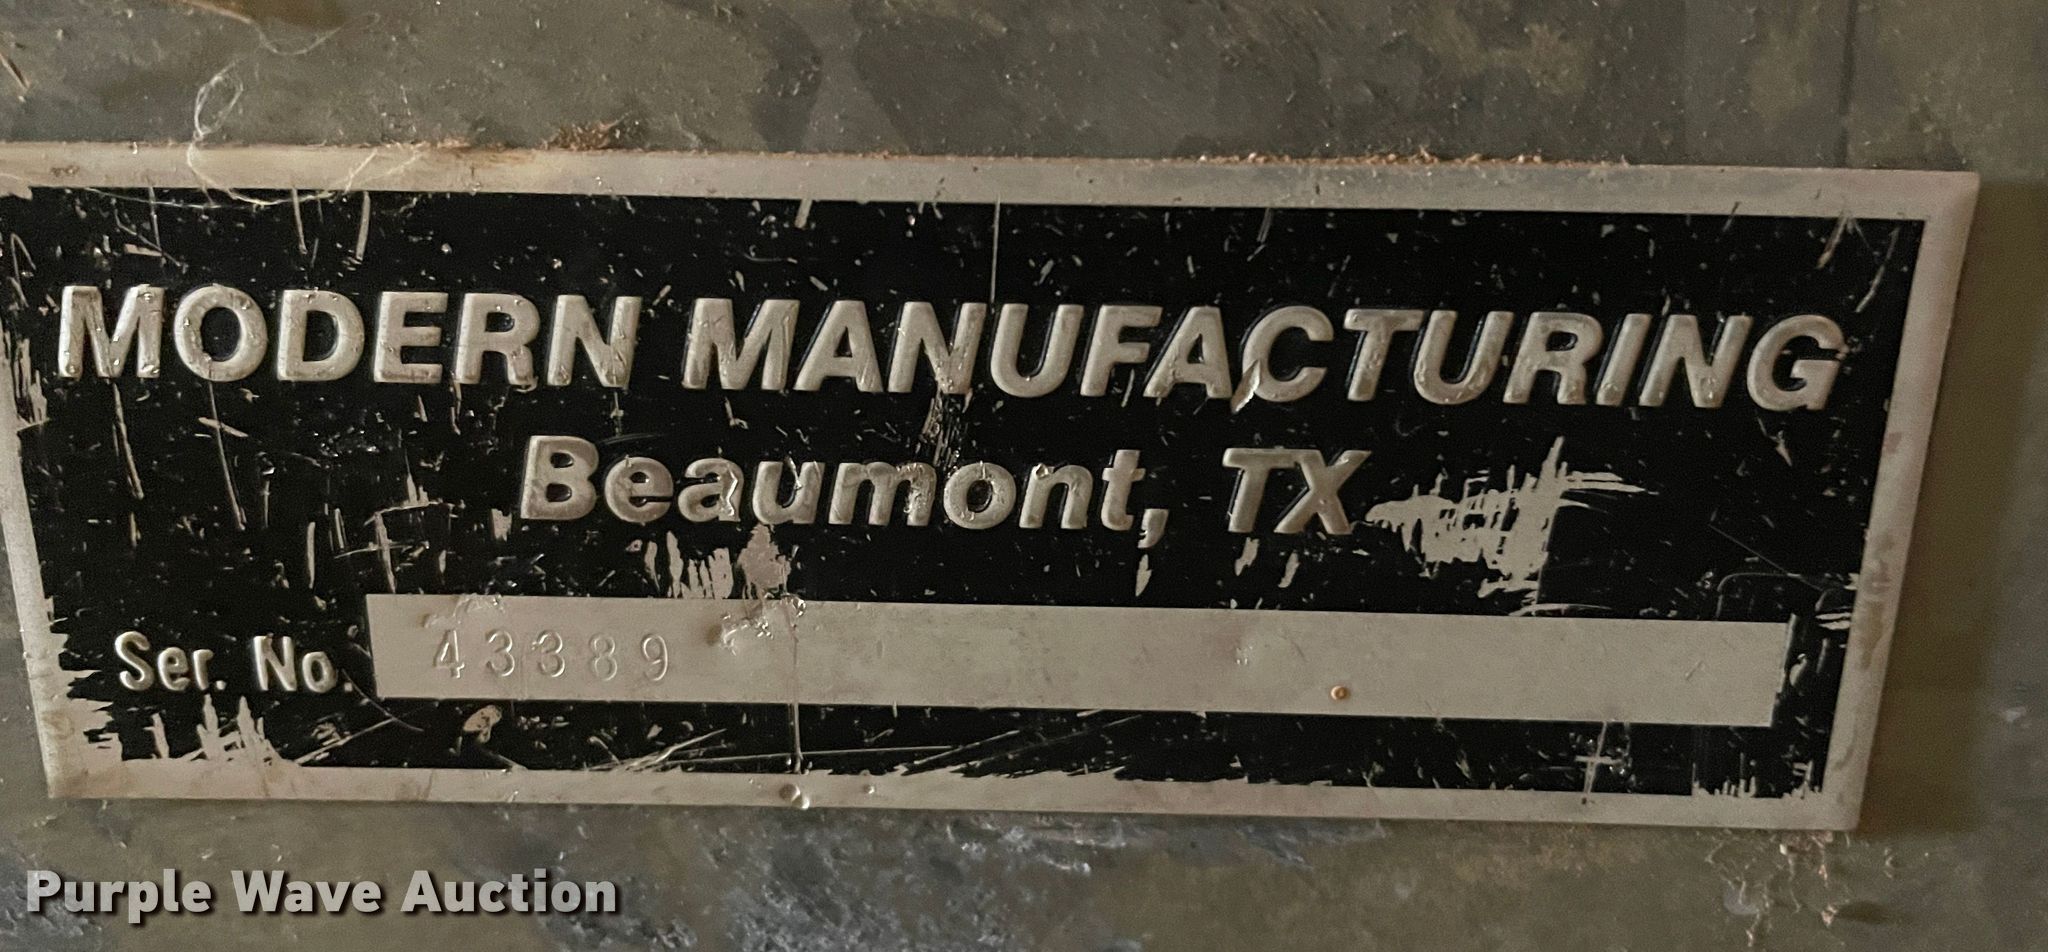 MODERN MANUFACTURING
Beaumont, TX
Ser. No. 43389
Purple Wave Auction